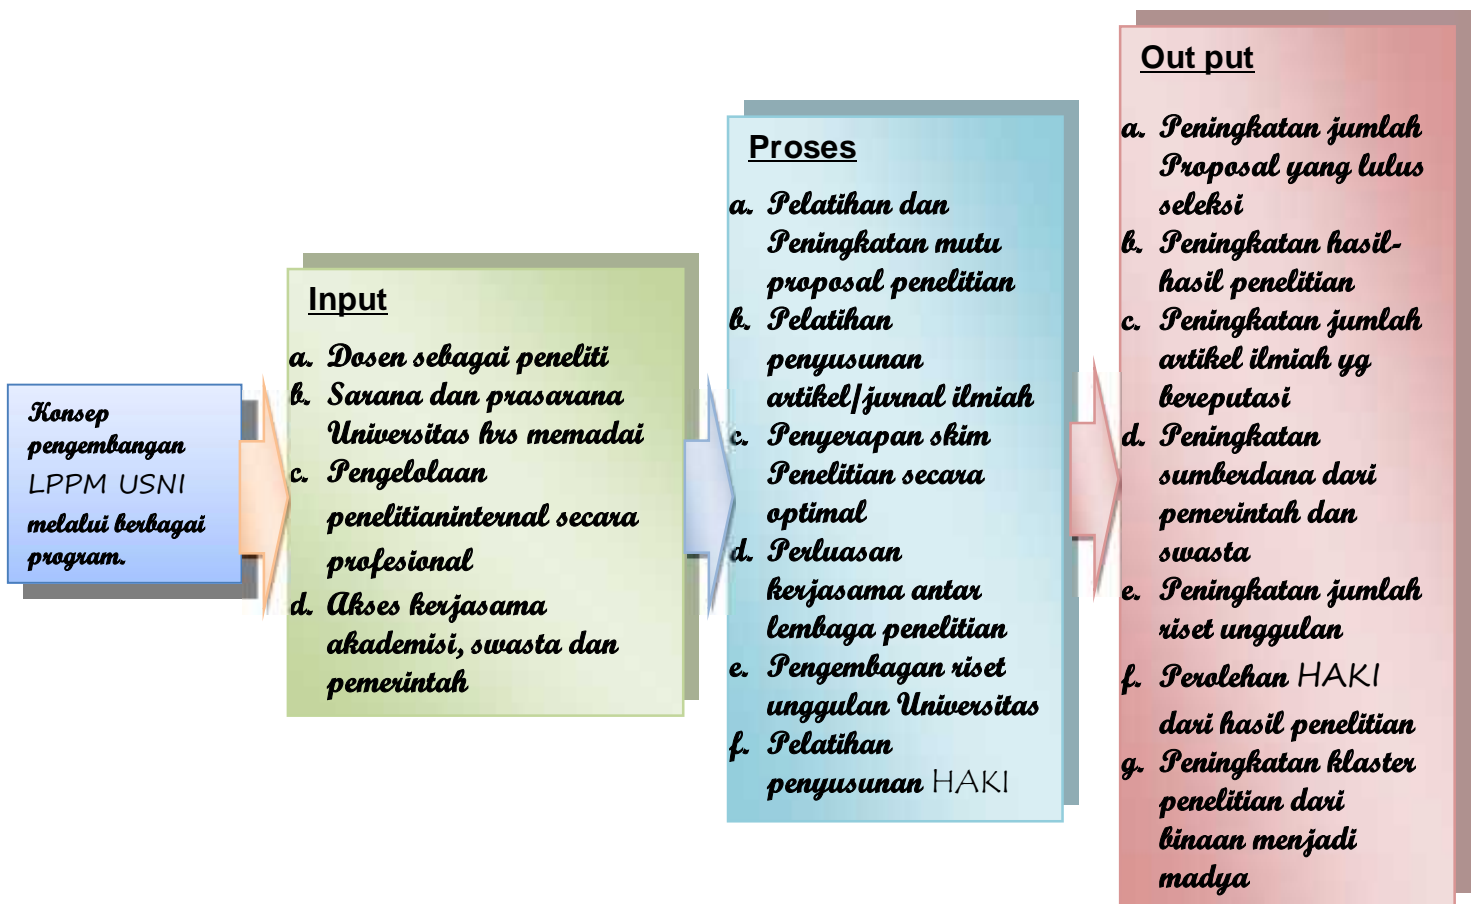 Konsep
pengembangan
LPPM USNI
melalui berbagai
program.
Input
a. Dosen sebagai peneliti
b. Sarana dan prasarana
Universitas hrs memadai
c. Pengelolaan
penelitianinternal secara
profesional
d. Akses kerjasama
akademisi, swasta dan
pemerintah
Proses
a. Pelatihan dan
Peningkatan mutu
proposal penelitian
b. Pelatihan
penyusunan
artikel/jurnal ilmiah
c. Penyerapan skim
Penelitian secara
optimal
d. Perluasan
kerjasama antar
lembaga penelitian
e. Pengembagan riset
unggulan Universitas
f. Pelatihan
penyusunan HAKI
Out put
a. Peningkatan jumlah
Proposal yang lulus
seleksi
b. Peningkatan hasil-
hasil penelitian
c. Peningkatan jumlah
artikel ilmiah yg
bereputasi
d. Peningkatan
sumberdana dari
pemerintah dan
swasta
e. Peningkatan jumlah
riset unggulan
f. Perolehan HAKI
dari hasil penelitian
g. Peningkatan klaster
penelitian dari
binaan menjadi
madya